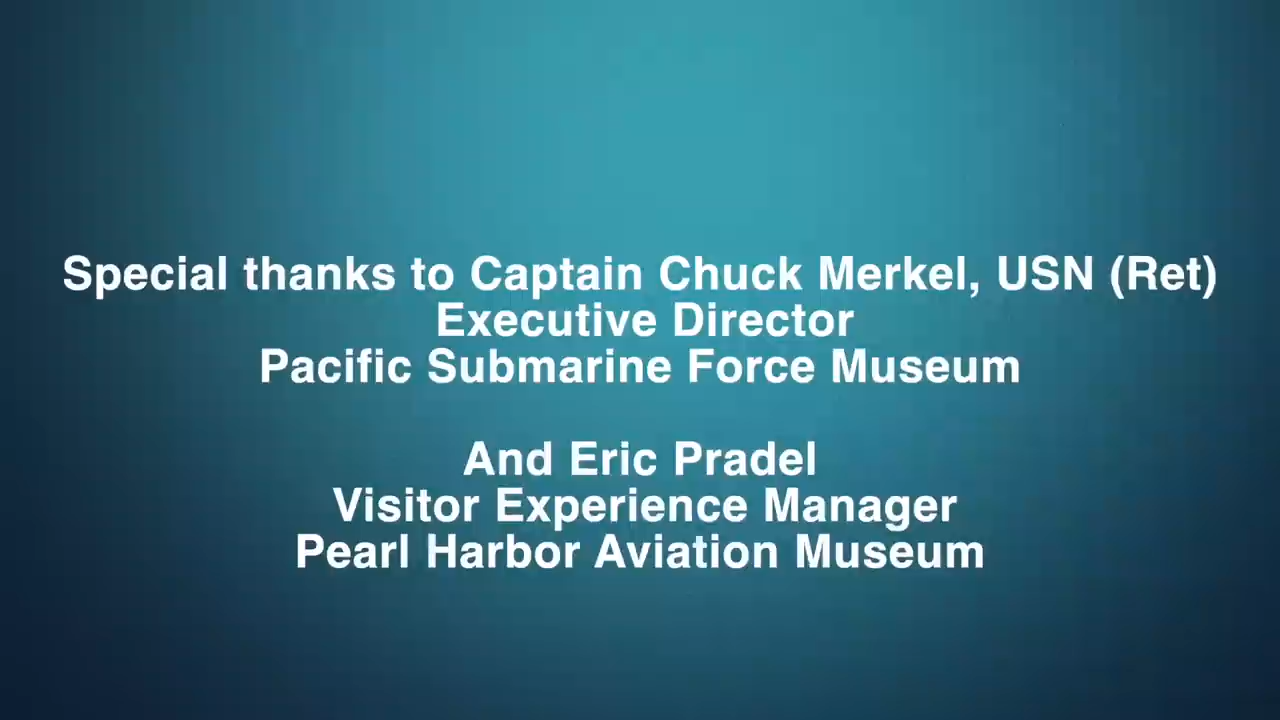 Special thanks to Captain Chuck Merkel, USN (Ret)
Executive Director
Pacific Submarine Force Museum
And Eric Pradel
Visitor Experience Manager
Pearl Harbor Aviation Museum